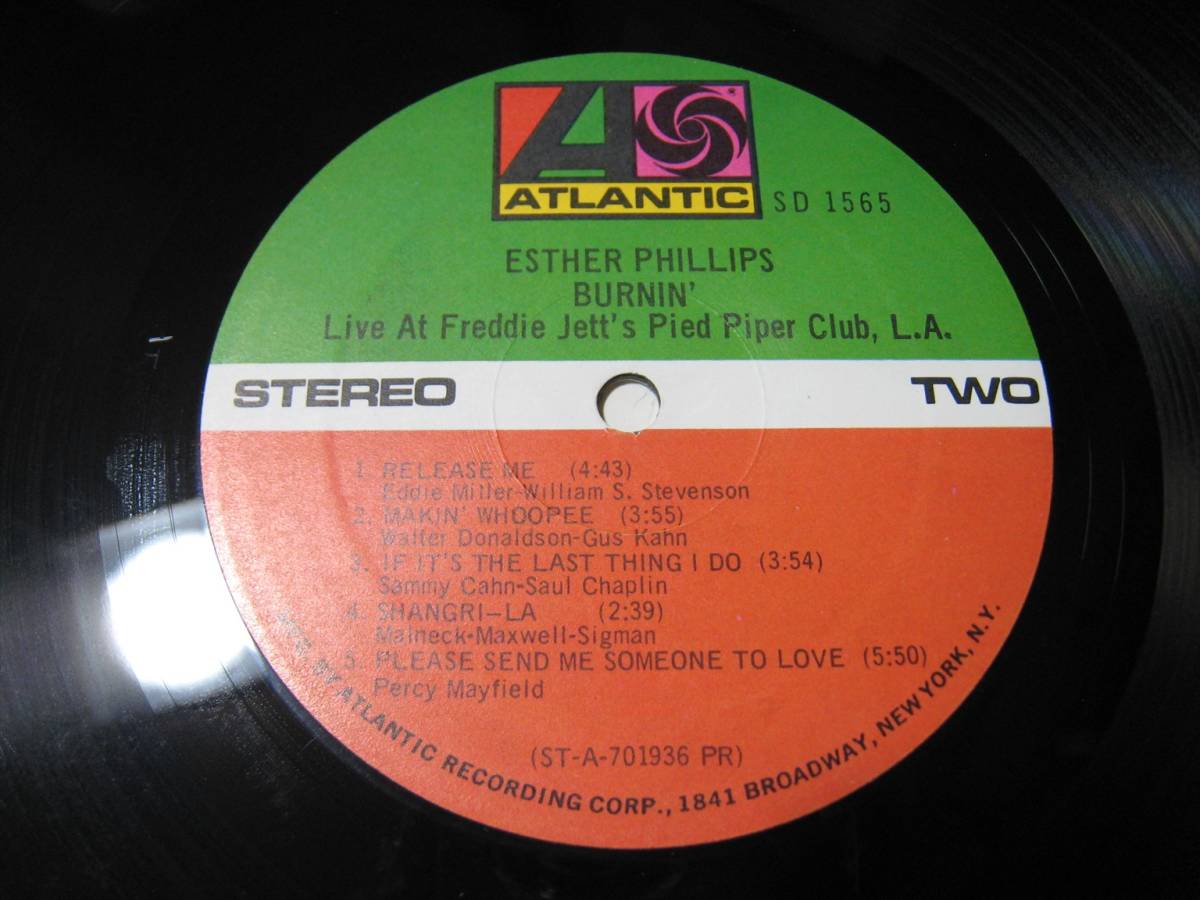 ATLANTIC
SD 1565
ESTHER PHILLIPS
BURNIN'
Live At Freddie Jett's Pied Piper Club, L.A.
STEREO TWO
1. RELEASE ME (4:43)
Eddie Miller-William S. Stevenson
2. MAKIN' WHOOPEE (3:55)
Walter Donaldson-Gus Kahn
3. IF IT'S THE LAST THING I DO (3:54)
Sammy Cahn-Saul Chaplin
4. SHANGRI-LA (2:39)
Malneck-Maxwell-Sigman
5. PLEASE SEND ME SOMEONE TO LOVE (5:50)
Percy Mayfield
(ST-A-701936 PR)
MFG. BY ATLANTIC RECORDING CORP., 1841 BROADWAY, NEW YORK, N.Y.